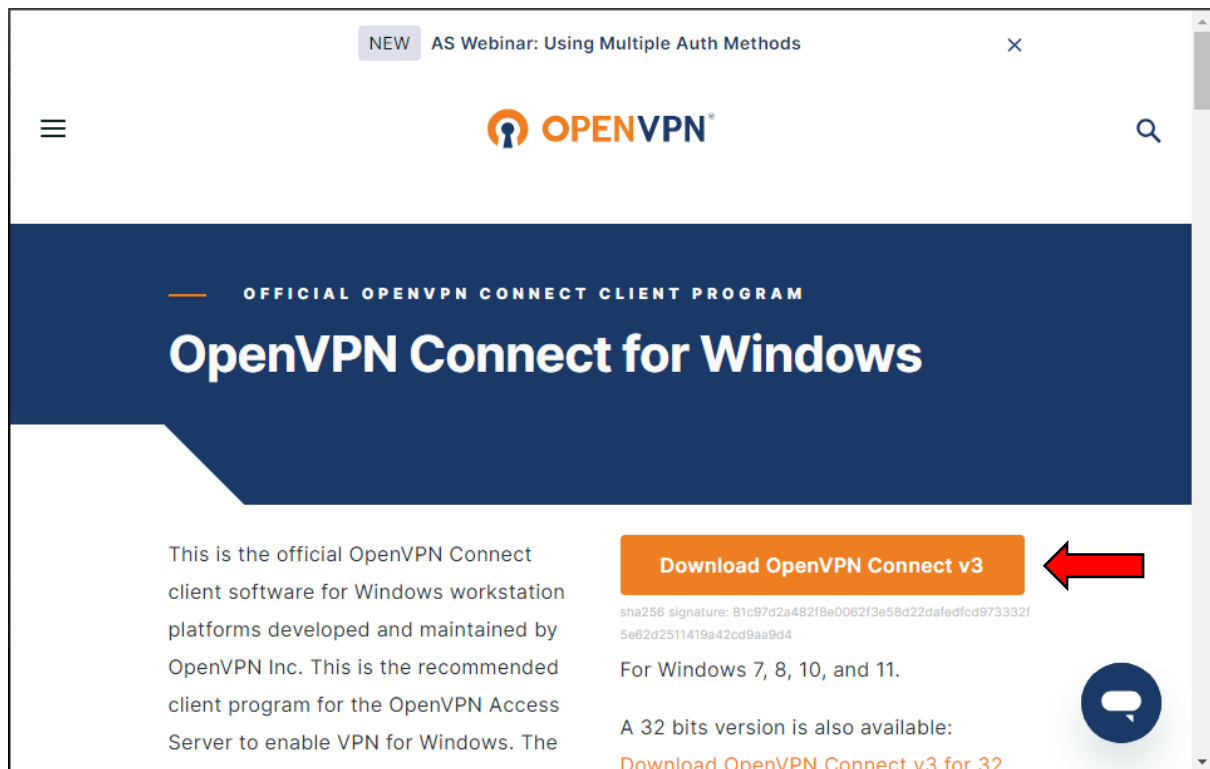 NEW AS Webinar: Using Multiple Auth Methods
OPENVPN®
OFFICIAL OPENVPN CONNECT CLIENT PROGRAM
OpenVPN Connect for Windows
This is the official OpenVPN Connect
client software for Windows workstation
platforms developed and maintained by
OpenVPN Inc. This is the recommended
client program for the OpenVPN Access
Server to enable VPN for Windows. The
Download OpenVPN Connect v3
sha256 signature: 81c97d2a482f8e0062f3e58d22dafedfcd973332f
5e62d2511419a42cd9aa9d4
For Windows 7, 8, 10, and 11.
A 32 bits version is also available:
Download OpenVPN Connect v3 for 32